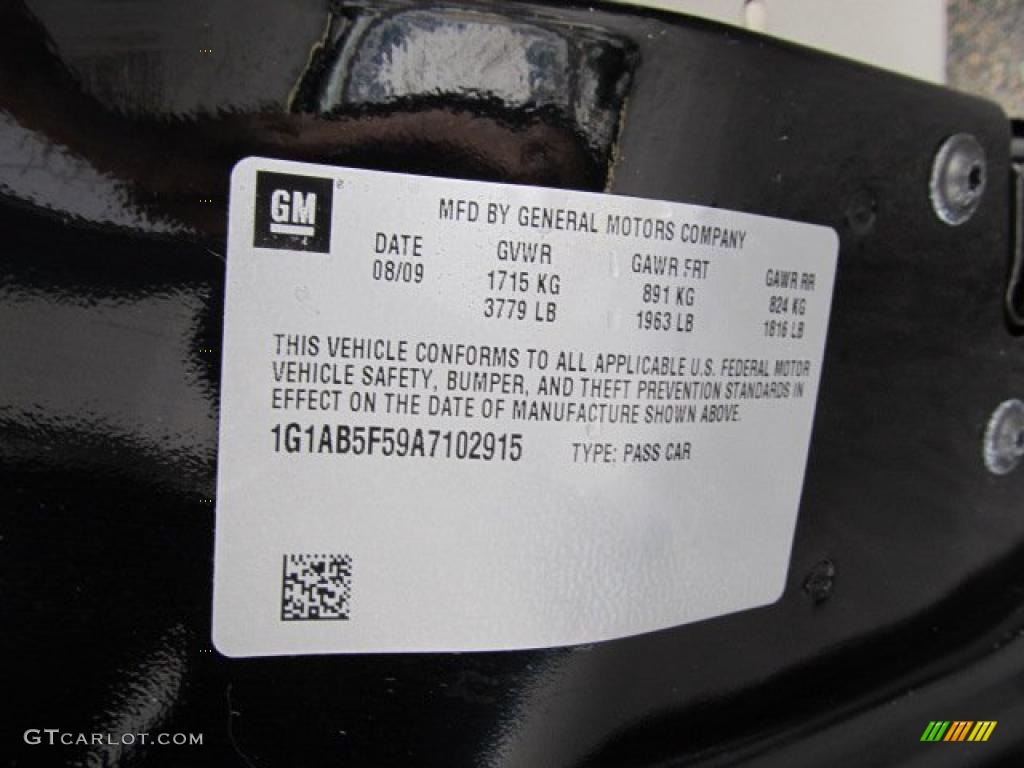 GM
MFD BY GENERAL MOTORS COMPANY
DATE GVWR GAWR FRT GAWR RR
08/09 1715 KG 891 KG 824 KG
3779 LB 1963 LB 1816 LB
THIS VEHICLE CONFORMS TO ALL APPLICABLE U.S. FEDERAL MOTOR
VEHICLE SAFETY, BUMPER, AND THEFT PREVENTION STANDARDS IN
EFFECT ON THE DATE OF MANUFACTURE SHOWN ABOVE.
1G1AB5F59A7102915 TYPE: PASS CAR
GTCARLOT.COM